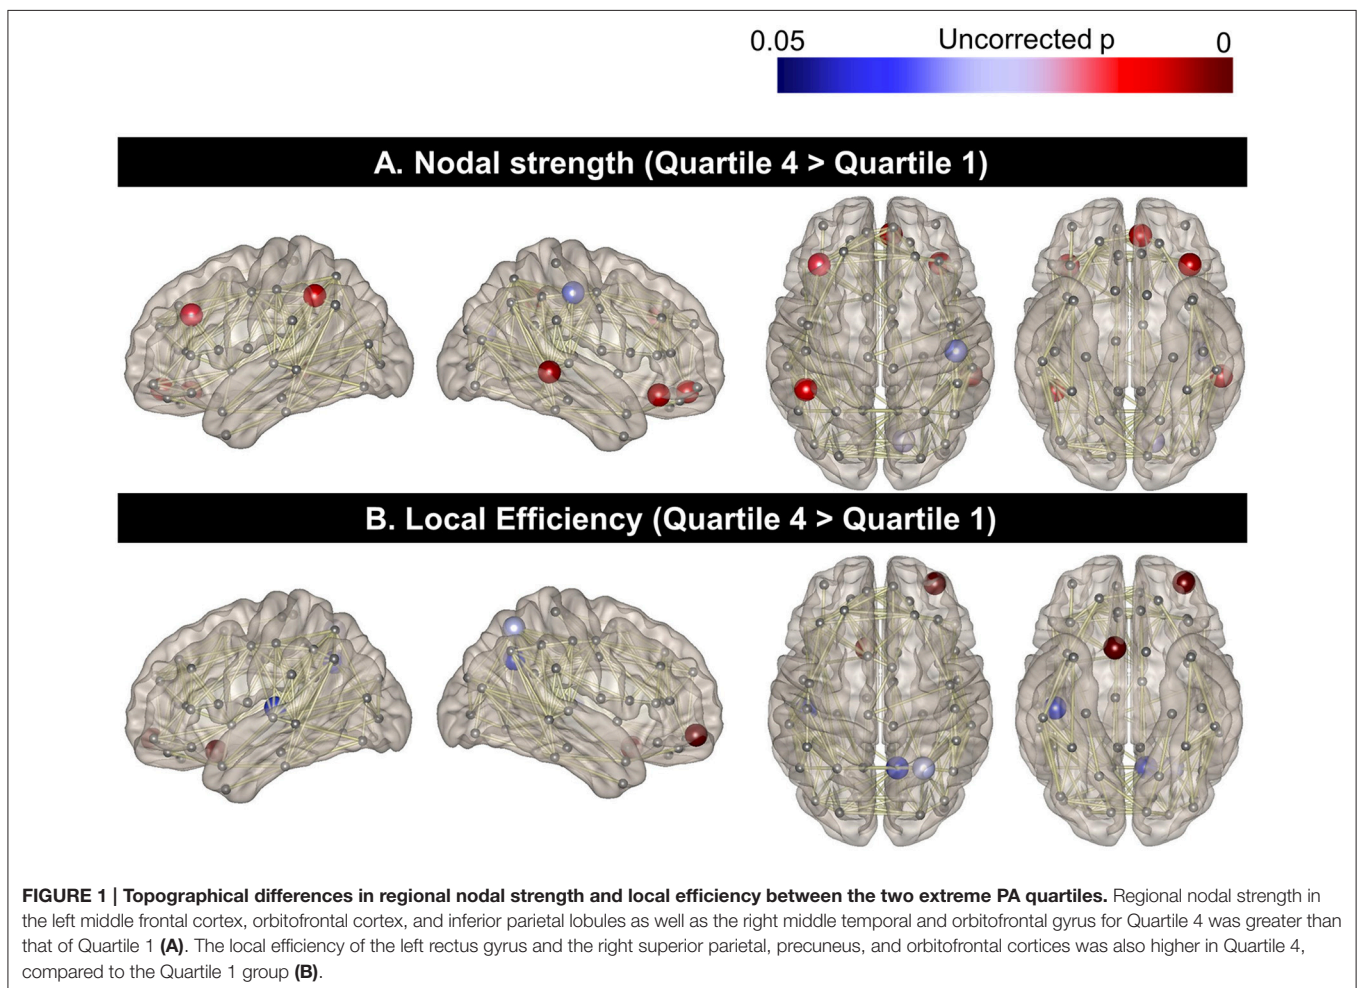 0.05 Uncorrected p 0
A. Nodal strength (Quartile 4 > Quartile 1)
B. Local Efficiency (Quartile 4 > Quartile 1)
FIGURE 1 | Topographical differences in regional nodal strength and local efficiency between the two extreme PA quartiles. Regional nodal strength in
the left middle frontal cortex, orbitofrontal cortex, and inferior parietal lobules as well as the right middle temporal and orbitofrontal gyrus for Quartile 4 was greater than
that of Quartile 1 (A). The local efficiency of the left rectus gyrus and the right superior parietal, precuneus, and orbitofrontal cortices was also higher in Quartile 4,
compared to the Quartile 1 group (B).